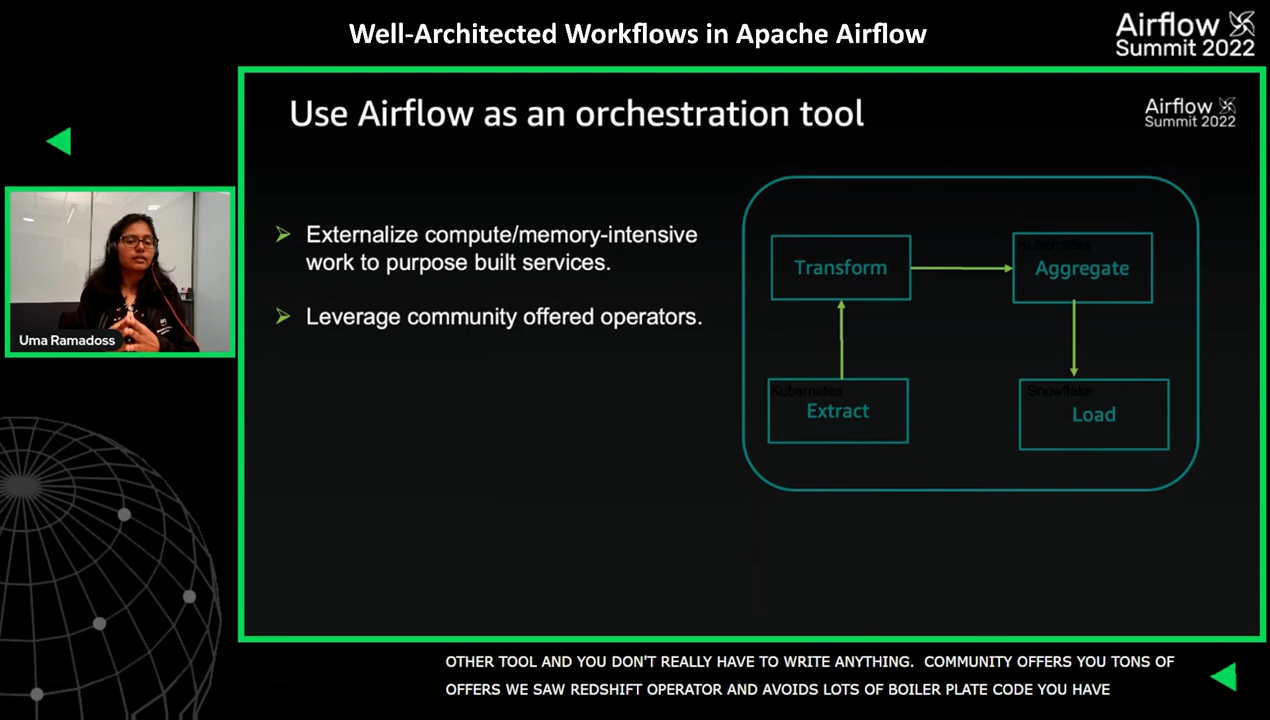 Well-Architected Workflows in Apache Airflow
Airflow
Summit 2022
Use Airflow as an orchestration tool
Airflow
Summit 2022
Uma Ramadoss
Externalize compute/memory-intensive
work to purpose built services.
Leverage community offered operators.
Transform
Kubernetes
Aggregate
Kubernetes
Extract
Snowflake
Load
OTHER TOOL AND YOU DON'T REALLY HAVE TO WRITE ANYTHING.  COMMUNITY OFFERS YOU TONS OF
OFFERS WE SAW REDSHIFT OPERATOR AND AVOIDS LOTS OF BOILER PLATE CODE YOU HAVE